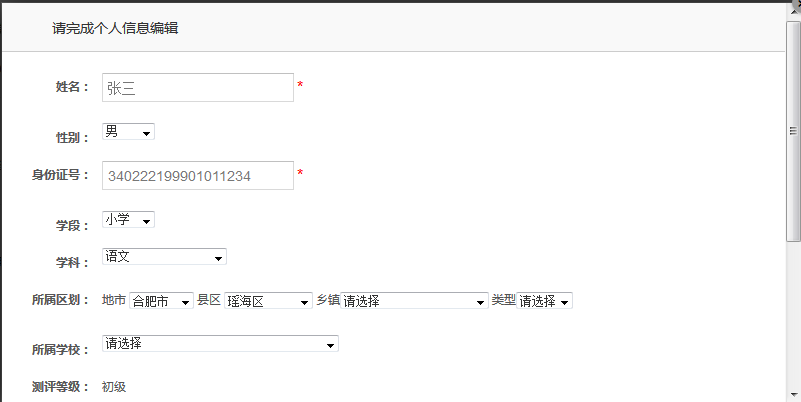 请完成个人信息编辑
姓名： 张三 *
性别： 男
身份证号： 340222199901011234 *
学段： 小学
学科： 语文
所属区划： 地市 合肥市 县区 瑶海区 乡镇 请选择 类型 请选择
所属学校： 请选择
测评等级： 初级